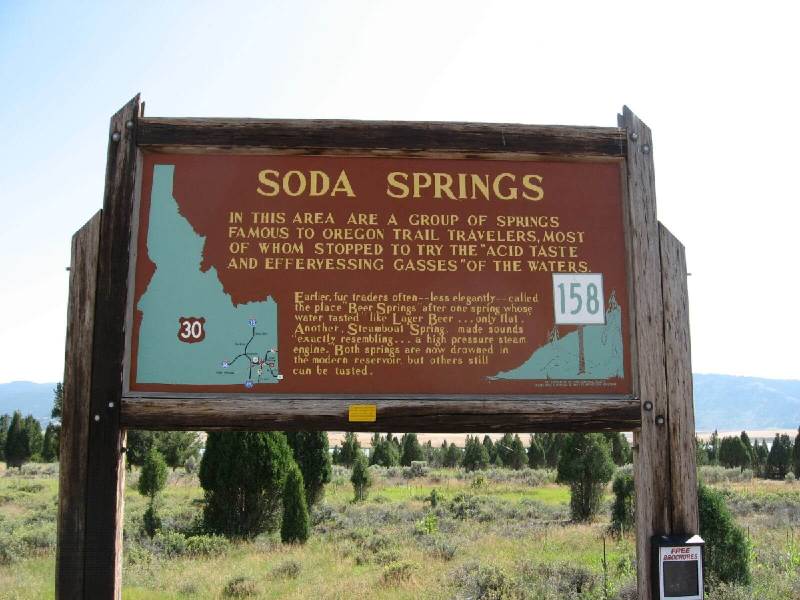 SODA SPRINGS
IN THIS AREA ARE A GROUP OF SPRINGS
FAMOUS TO OREGON TRAIL TRAVELERS, MOST
OF WHOM STOPPED TO TRY THE "ACID TASTE
AND EFFERVESSING GASSES" OF THE WATERS.
Earlier, fur traders often--less elegantly--called
the place "Beer Springs" after one spring whose
water tasted "like Lager Beer ... only flat."
Another, Steamboat Spring, made sounds
"exactly resembling ... a high pressure steam
engine." Both springs are now drowned in
the modern reservoir, but others still
can be tasted.
158
30
FREE
BROCHURES